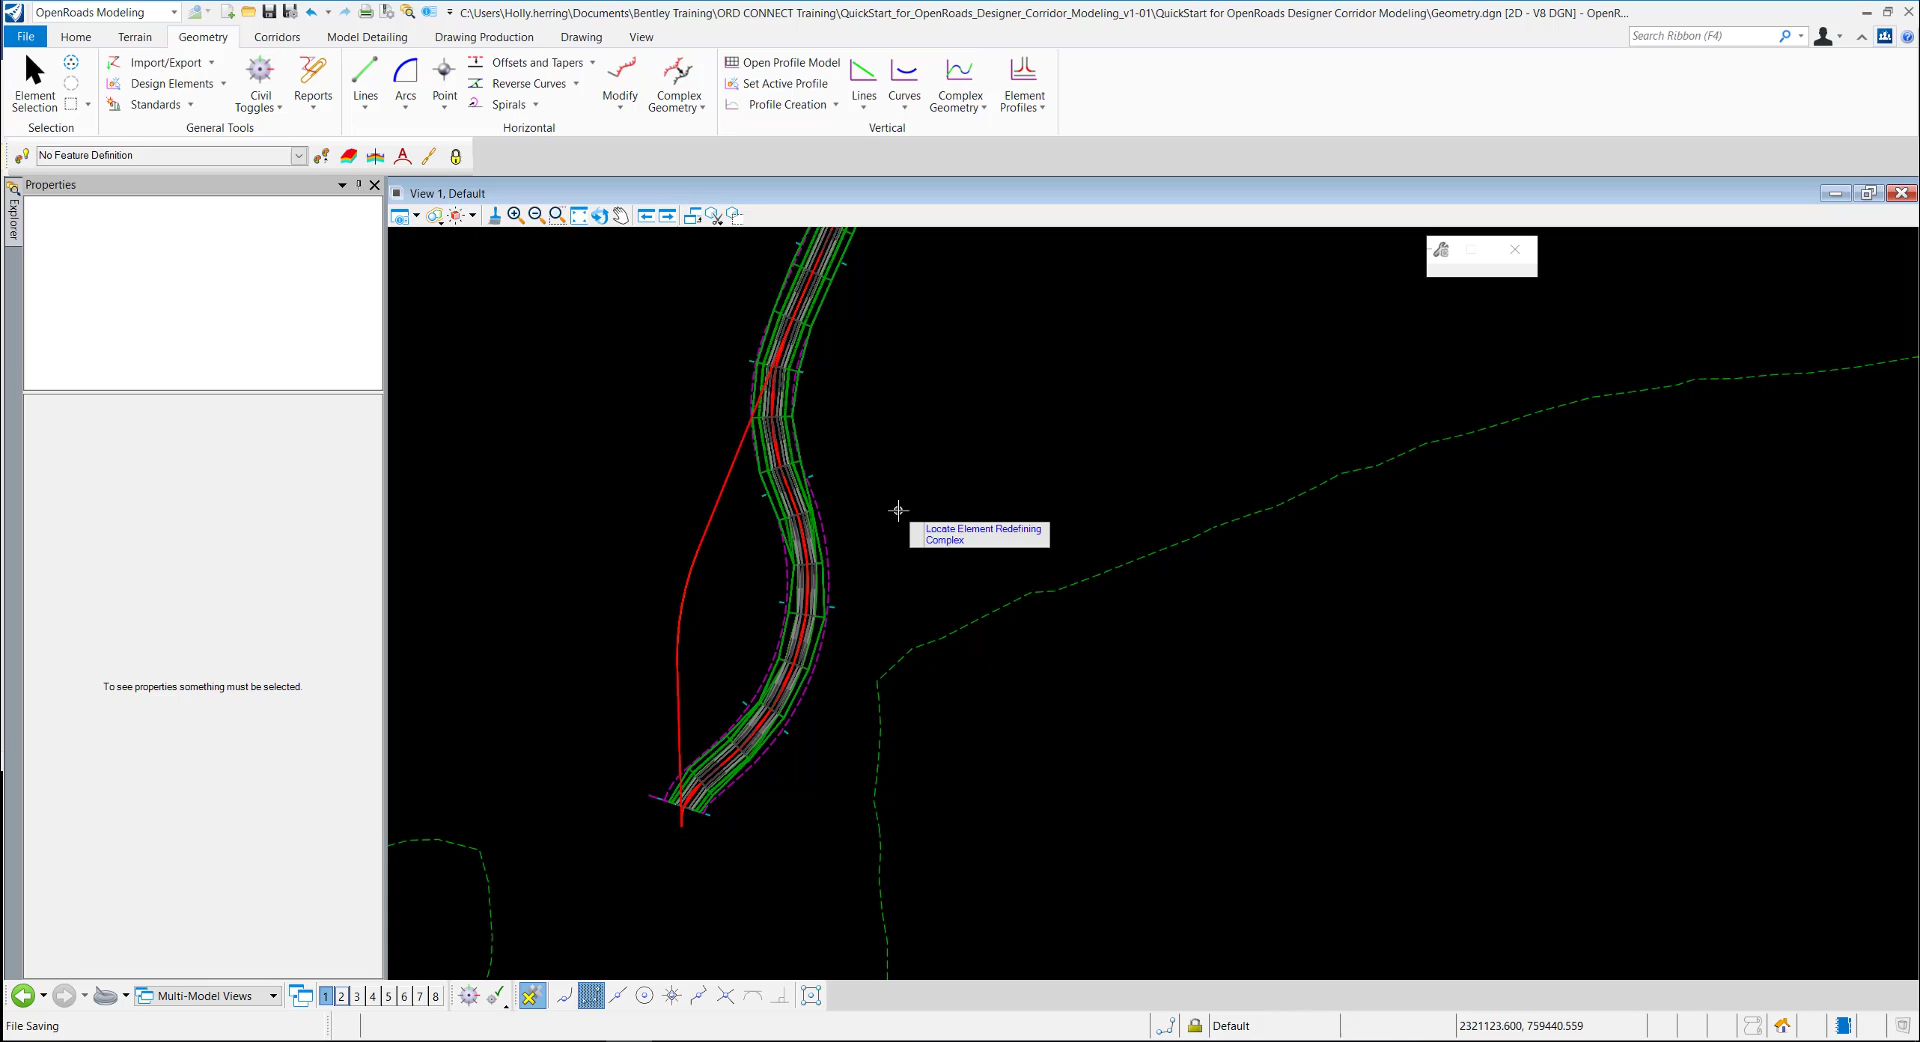 OpenRoads Modeling
C:\Users\Holly.herring\Documents\Bentley Training\ORD CONNECT Training\QuickStart_for_OpenRoads_Designer_Corridor_Modeling_v1-01\QuickStart for OpenRoads Designer Corridor Modeling\Geometry.dgn [2D - V8 DGN] - OpenR...
File Home Terrain Geometry Corridors Model Detailing Drawing Production Drawing View
Search Ribbon (F4)
Element Selection
Selection
Import/Export
Design Elements
Standards
Civil Toggles
Reports
General Tools
Lines
Arcs
Point
Offsets and Tapers
Reverse Curves
Spirals
Modify
Complex Geometry
Horizontal
Open Profile Model
Set Active Profile
Profile Creation
Lines
Curves
Complex Geometry
Element Profiles
Vertical
No Feature Definition
Explorer
Properties
To see properties something must be selected.
View 1, Default
Locate Element Redefining
Complex
Multi-Model Views
1 2 3 4 5 6 7 8
File Saving
Default
2321123.600, 759440.559